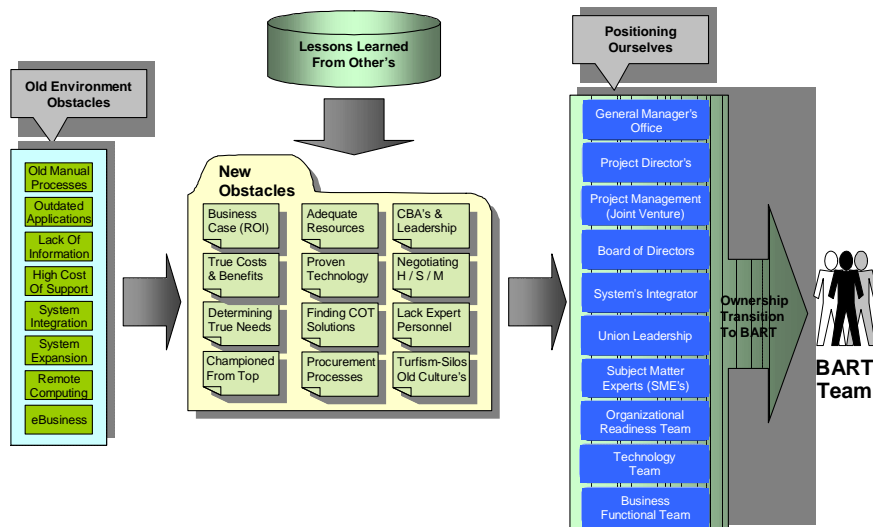 Lessons Learned
From Other's
Positioning
Ourselves
Old Environment
Obstacles
Old Manual
Processes
Outdated
Applications
Lack Of
Information
High Cost
Of Support
System
Integration
System
Expansion
Remote
Computing
eBusiness
New
Obstacles
Business
Case (ROI)
Adequate
Resources
CBA's &
Leadership
True Costs
& Benefits
Proven
Technology
Negotiating
H / S / M
Determining
True Needs
Finding COT
Solutions
Lack Expert
Personnel
Championed
From Top
Procurement
Processes
Turfism-Silos
Old Culture's
General Manager's
Office
Project Director's
Project Management
(Joint Venture)
Board of Directors
System's Integrator
Union Leadership
Subject Matter
Experts (SME's)
Organizational
Readiness Team
Technology
Team
Business
Functional Team
Ownership
Transition
To BART
BART
Team